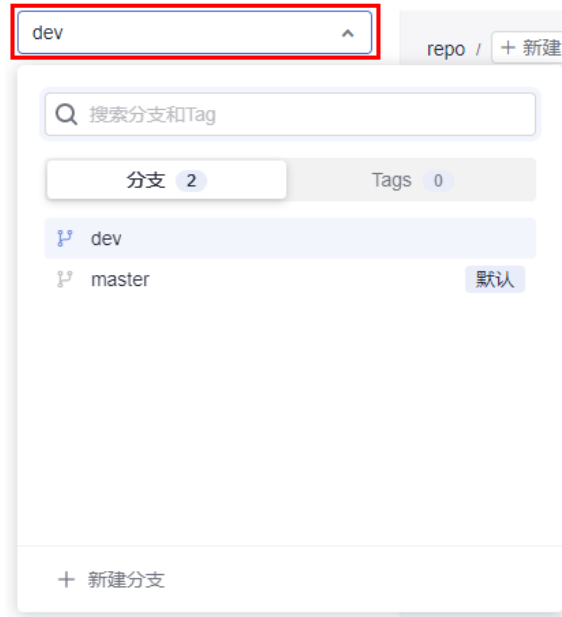 dev
repo / + 新建
搜索分支和Tag
分支 2 Tags 0
dev
master 默认
+ 新建分支